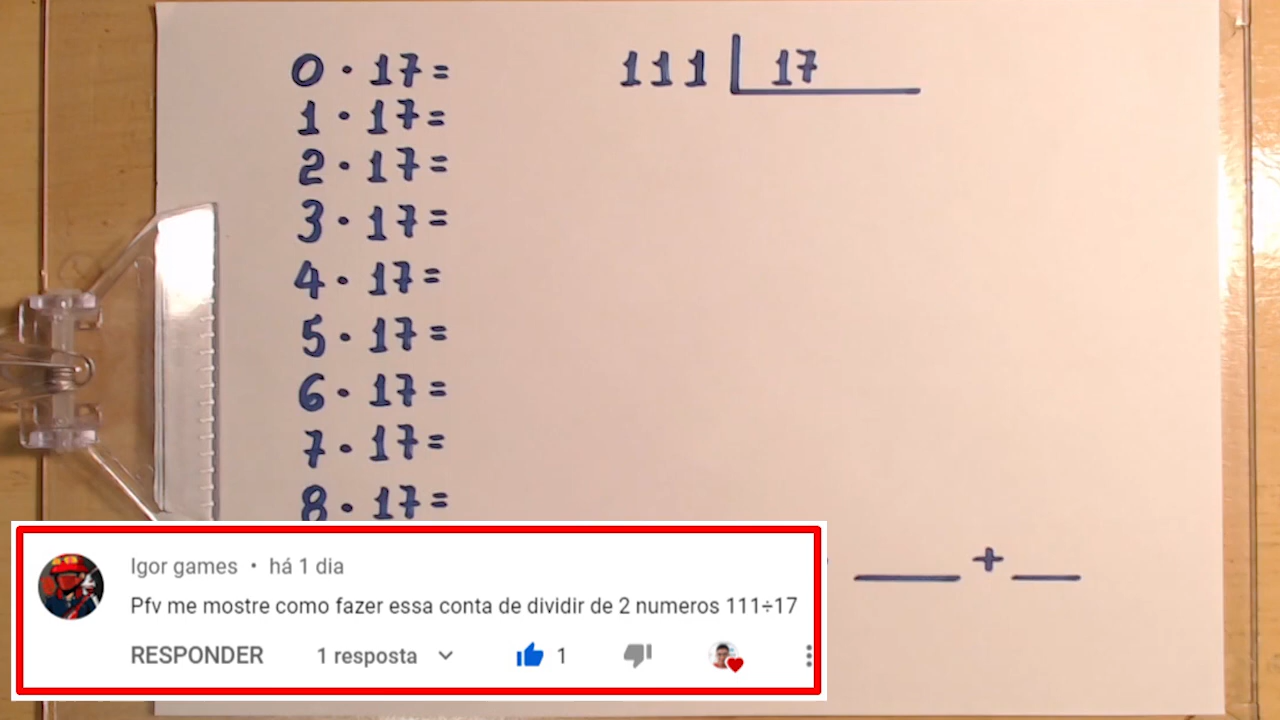 0 · 17 =
111 | 17
1 · 17 =
2 · 17 =
3 · 17 =
4 · 17 =
5 · 17 =
6 · 17 =
7 · 17 =
8 · 17 =
· ____ + ___
Igor games • há 1 dia
Pfv me mostre como fazer essa conta de dividir de 2 numeros 111÷17
RESPONDER 1 resposta 1